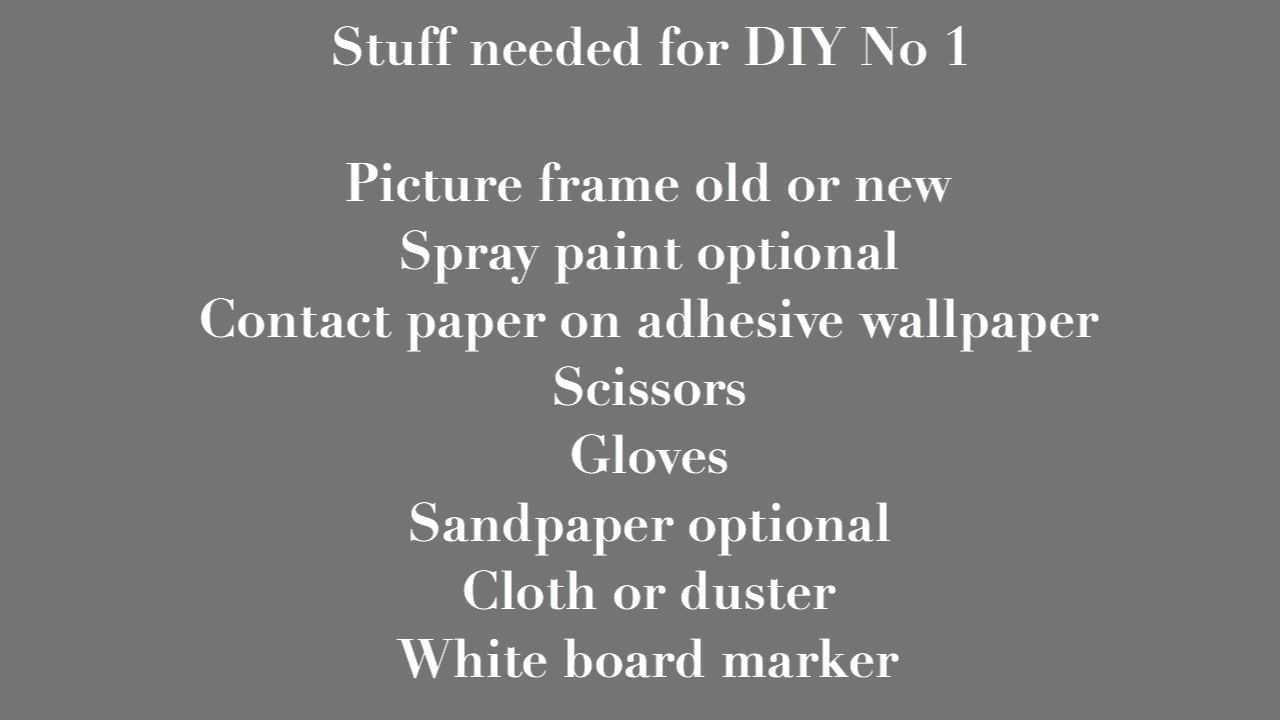 Stuff needed for DIY No 1
Picture frame old or new
Spray paint optional
Contact paper on adhesive wallpaper
Scissors
Gloves
Sandpaper optional
Cloth or duster
White board marker